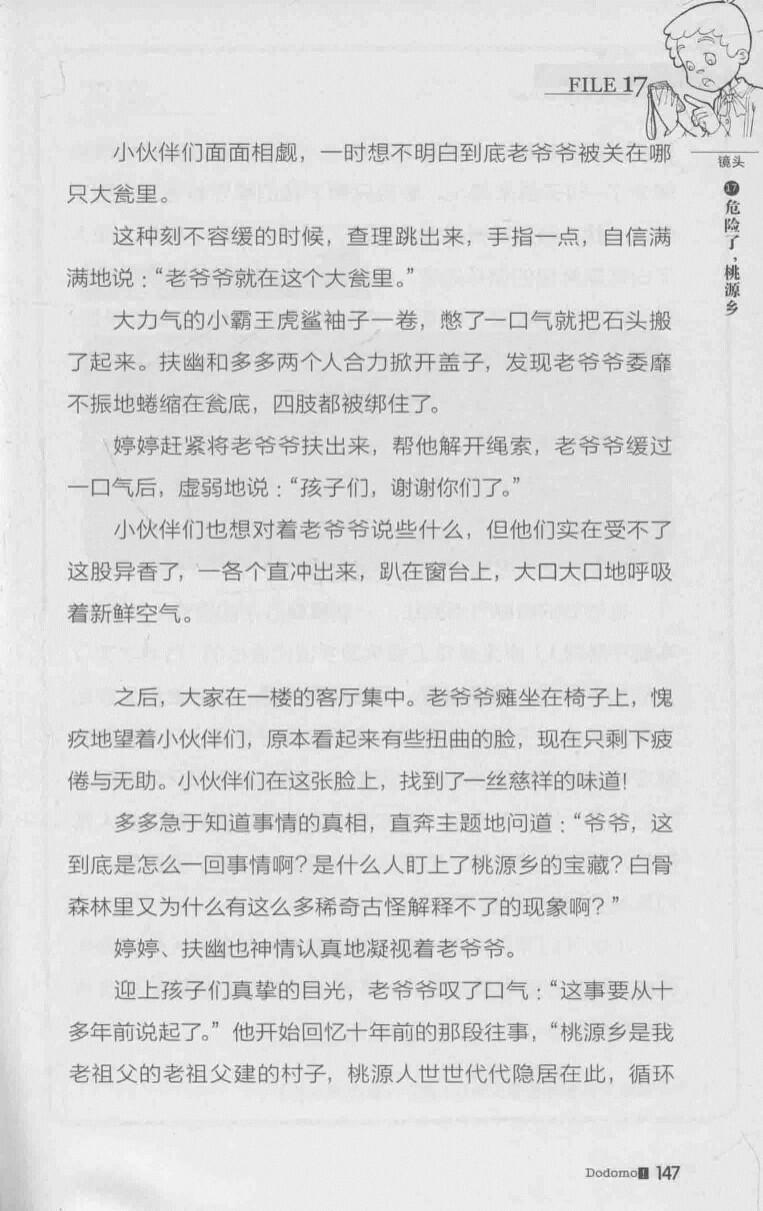 FILE 17
镜头
⑰危险了，桃源乡
小伙伴们面面相觑，一时想不明白到底老爷爷被关在哪
只大瓮里。
这种刻不容缓的时候，查理跳出来，手指一点，自信满
满地说：“老爷爷就在这个大瓮里。”
大力气的小霸王虎鲨袖子一卷，憋了一口气就把石头搬
了起来。扶幽和多多两个人合力掀开盖子，发现老爷爷委靡
不振地蜷缩在瓮底，四肢都被绑住了。
婷婷赶紧将老爷爷扶出来，帮他解开绳索，老爷爷缓过
一口气后，虚弱地说：“孩子们，谢谢你们了。”
小伙伴们也想对着老爷爷说些什么，但他们实在受不了
这股异香了，一各个直冲出来，趴在窗台上，大口大口地呼吸
着新鲜空气。
之后，大家在一楼的客厅集中。老爷爷瘫坐在椅子上，愧
疚地望着小伙伴们，原本看起来有些扭曲的脸，现在只剩下疲
倦与无助。小伙伴们在这张脸上，找到了一丝慈祥的味道！
多多急于知道事情的真相，直奔主题地问道：“爷爷，这
到底是怎么一回事情啊？是什么人盯上了桃源乡的宝藏？白骨
森林里又为什么有这么多稀奇古怪解释不了的现象啊？”
婷婷、扶幽也神情认真地凝视着老爷爷。
迎上孩子们真挚的目光，老爷爷叹了口气：“这事要从十
多年前说起了。”他开始回忆十年前的那段往事，“桃源乡是我
老祖父的老祖父建的村子，桃源人世世代代隐居在此，循环
Dodomo! 147